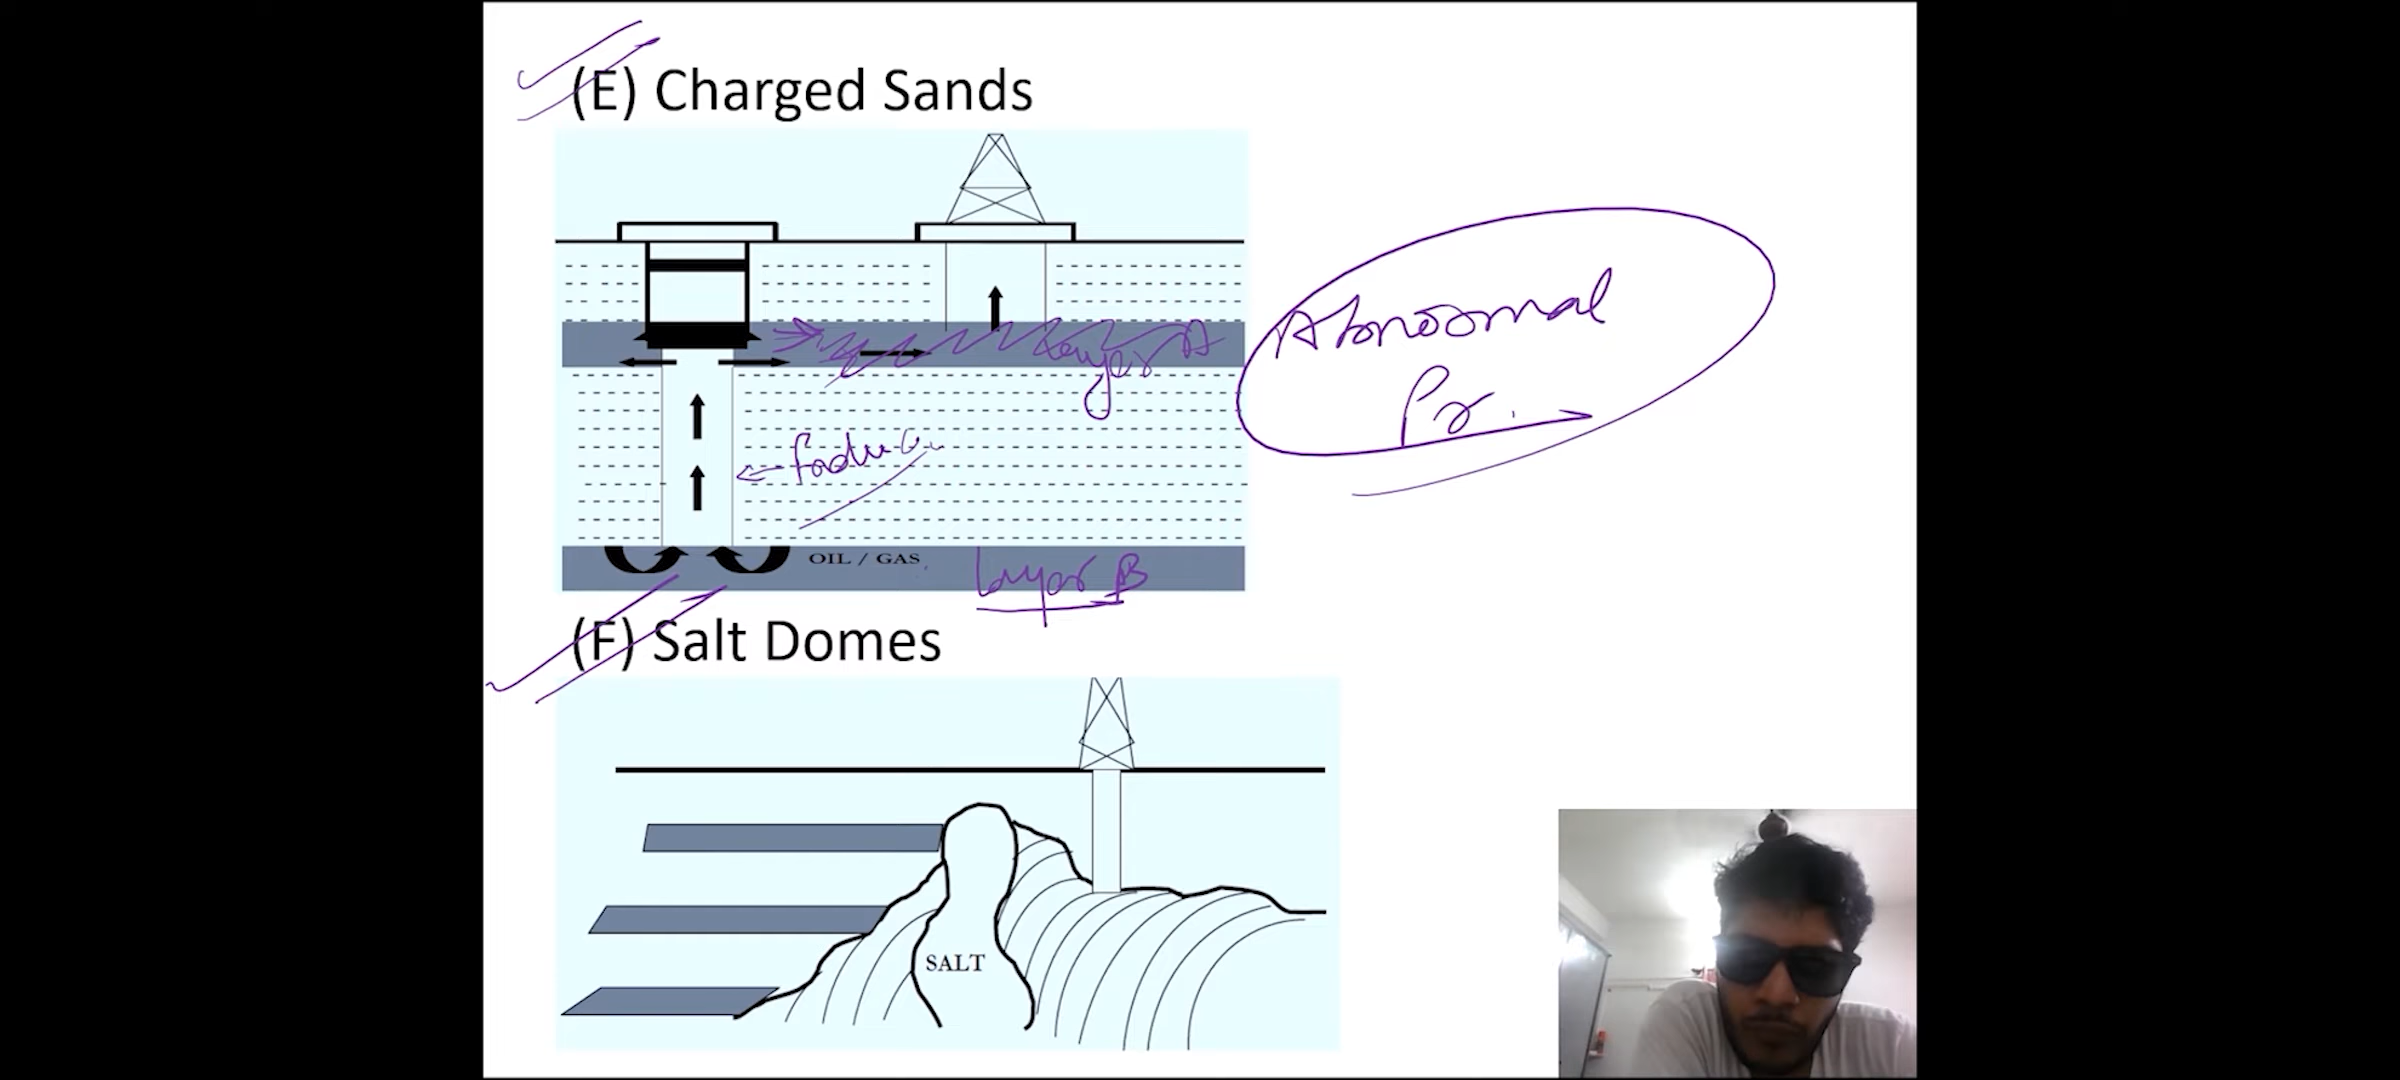 (E) Charged Sands
Layer A
Abnormal
Pr.
OIL / GAS
Layer B
(F) Salt Domes
SALT